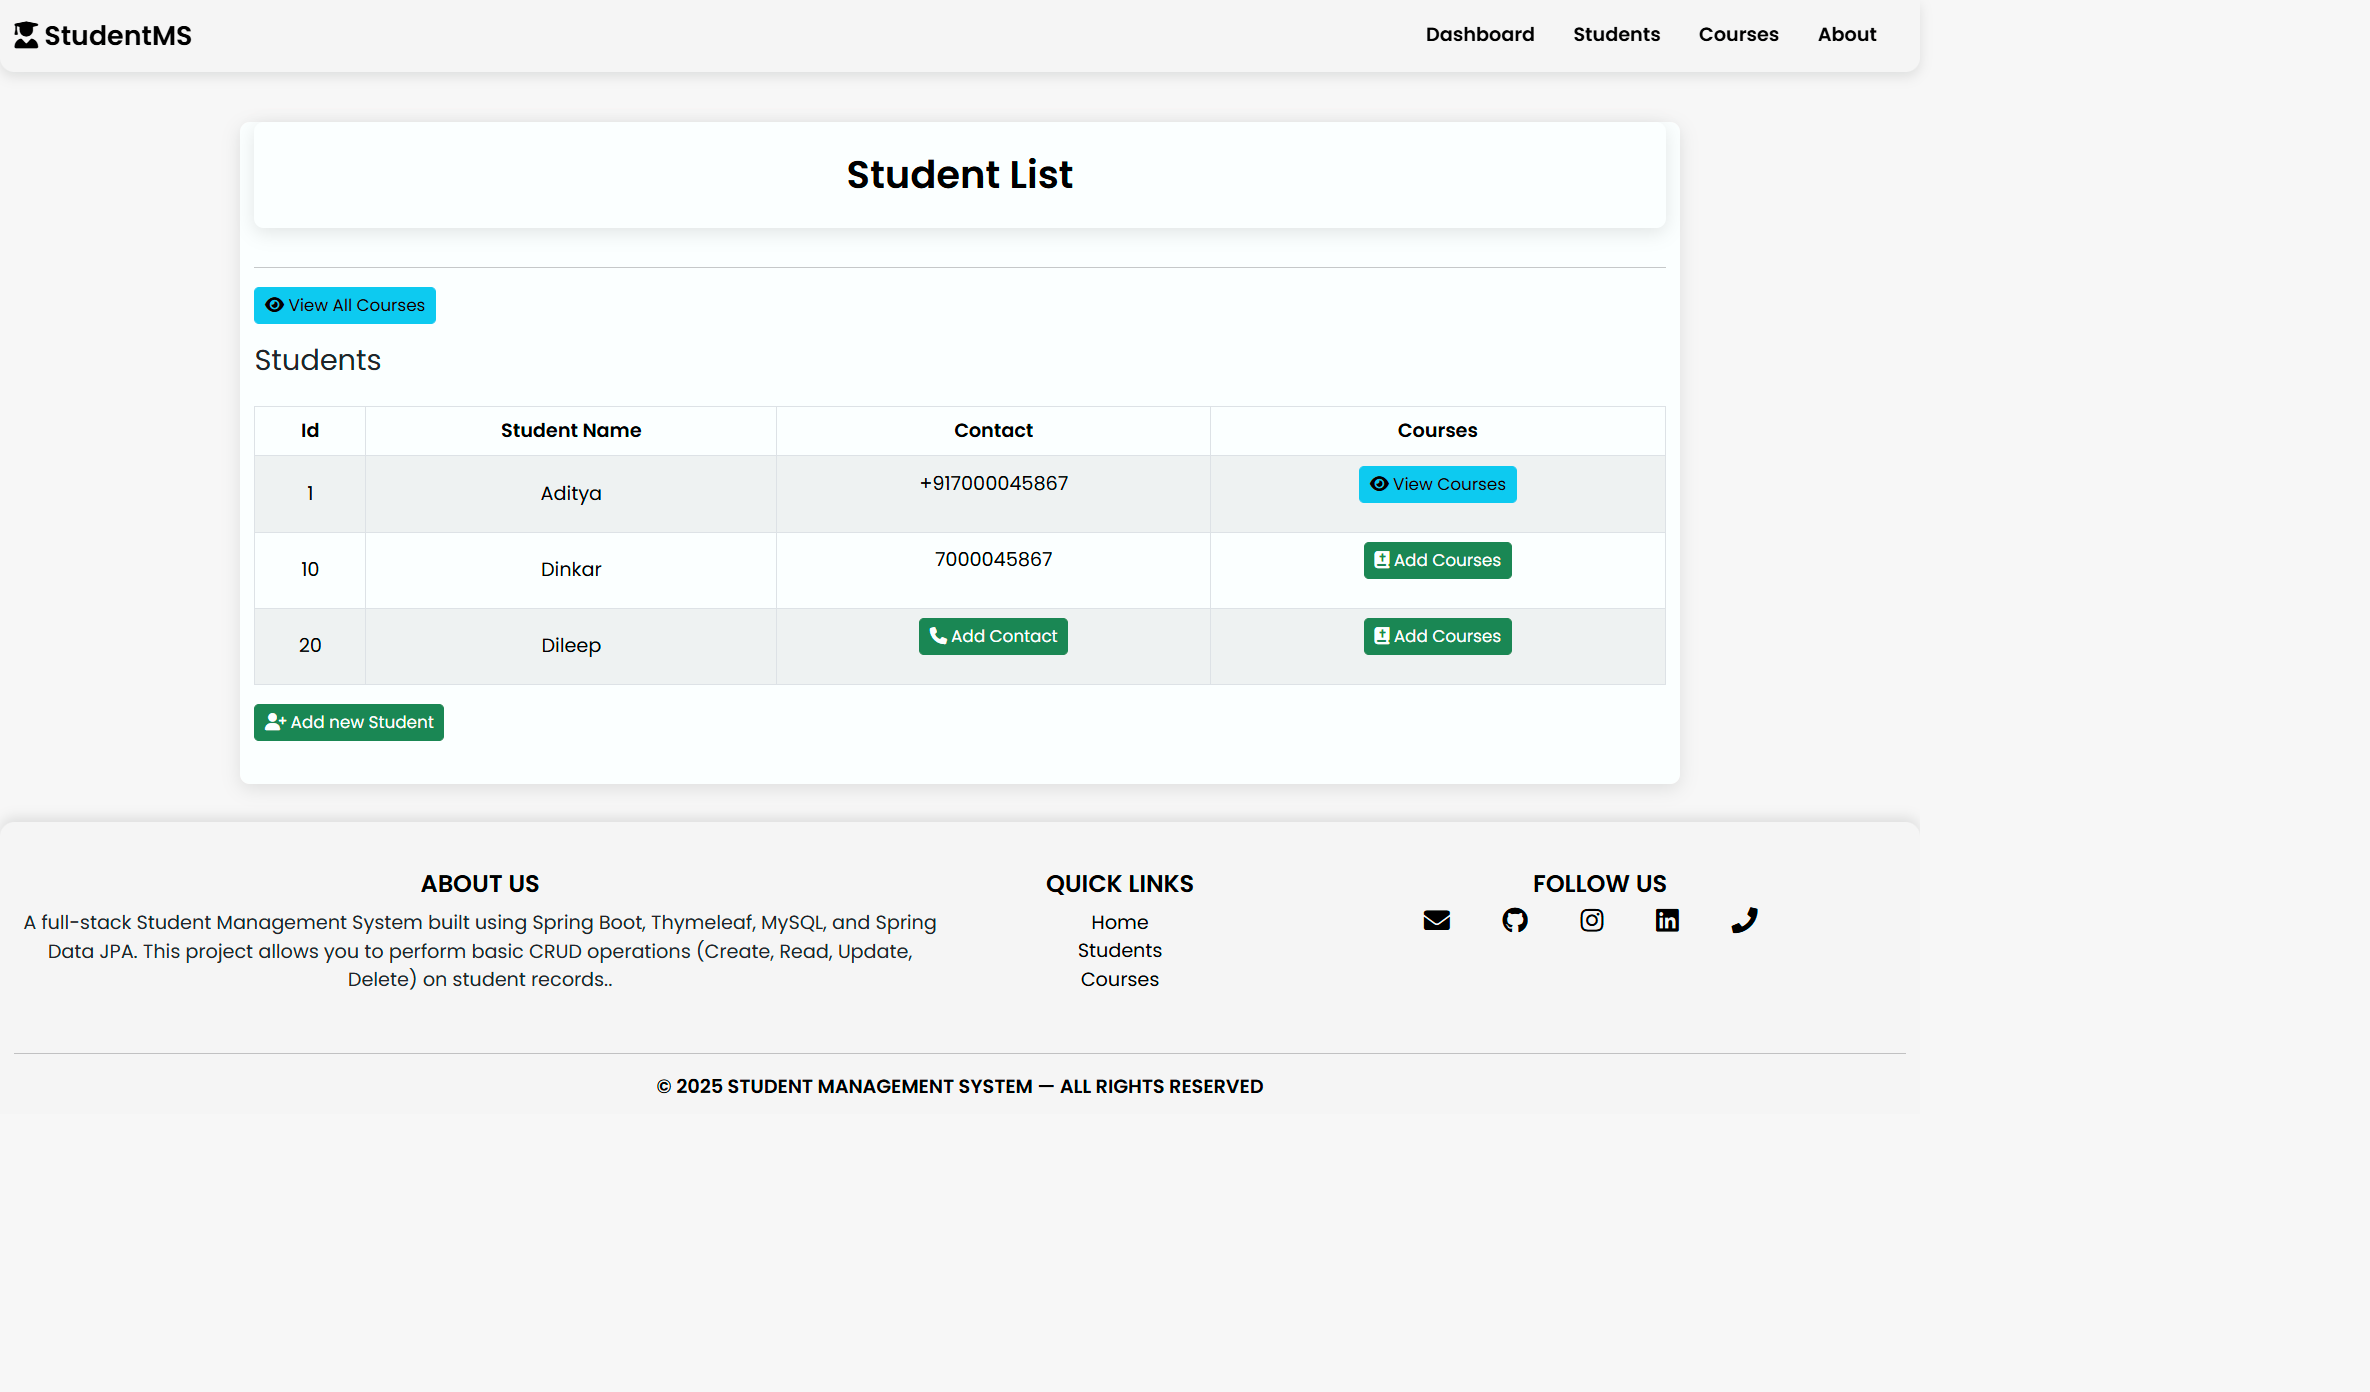 StudentMS
Dashboard Students Courses About
Student List
View All Courses
Students
Id Student Name Contact Courses
1 Aditya +917000045867 View Courses
10 Dinkar 7000045867 Add Courses
20 Dileep Add Contact Add Courses
Add new Student
ABOUT US
A full-stack Student Management System built using Spring Boot, Thymeleaf, MySQL, and Spring
Data JPA. This project allows you to perform basic CRUD operations (Create, Read, Update,
Delete) on student records..
QUICK LINKS
Home
Students
Courses
FOLLOW US
© 2025 STUDENT MANAGEMENT SYSTEM — ALL RIGHTS RESERVED